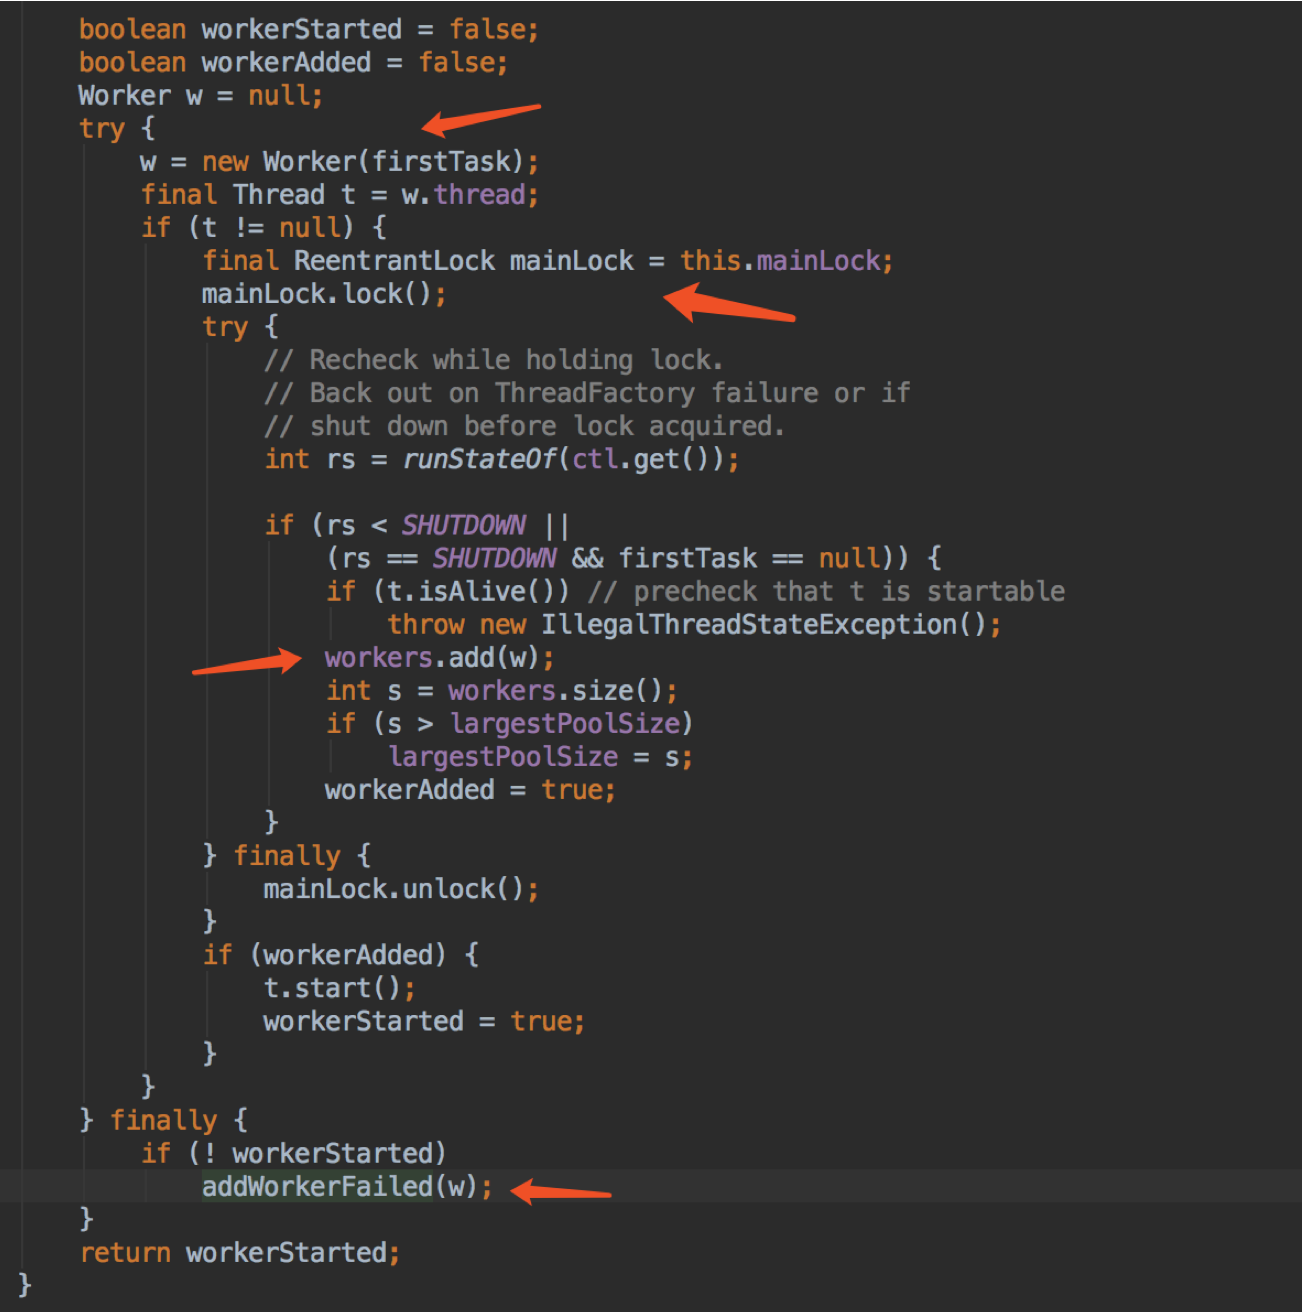 boolean workerStarted = false;
boolean workerAdded = false;
Worker w = null;
try {
w = new Worker(firstTask);
final Thread t = w.thread;
if (t != null) {
final ReentrantLock mainLock = this.mainLock;
mainLock.lock();
try {
// Recheck while holding lock.
// Back out on ThreadFactory failure or if
// shut down before lock acquired.
int rs = runStateOf(ctl.get());
if (rs < SHUTDOWN ||
(rs == SHUTDOWN && firstTask == null)) {
if (t.isAlive()) // precheck that t is startable
throw new IllegalThreadStateException();
workers.add(w);
int s = workers.size();
if (s > largestPoolSize)
largestPoolSize = s;
workerAdded = true;
}
} finally {
mainLock.unlock();
}
if (workerAdded) {
t.start();
workerStarted = true;
}
}
} finally {
if (! workerStarted)
addWorkerFailed(w);
}
return workerStarted;
}